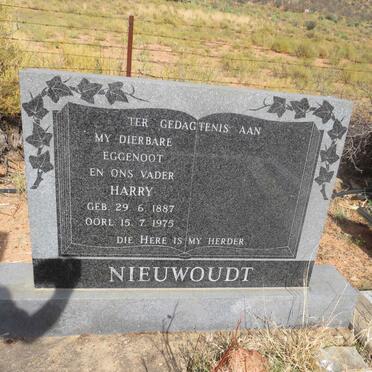 TER GEDAGTENIS AAN
MY DIERBARE
EGGENOOT
EN ONS VADER
HARRY
GEB. 29. 6. 1887
OORL 15. 7. 1975
DIE HERE IS MY HERDER
NIEUWOUDT